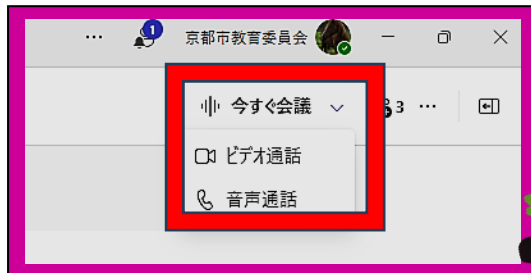 … 1 京都市教育委員会
今すぐ会議 3 …
ビデオ通話
音声通話